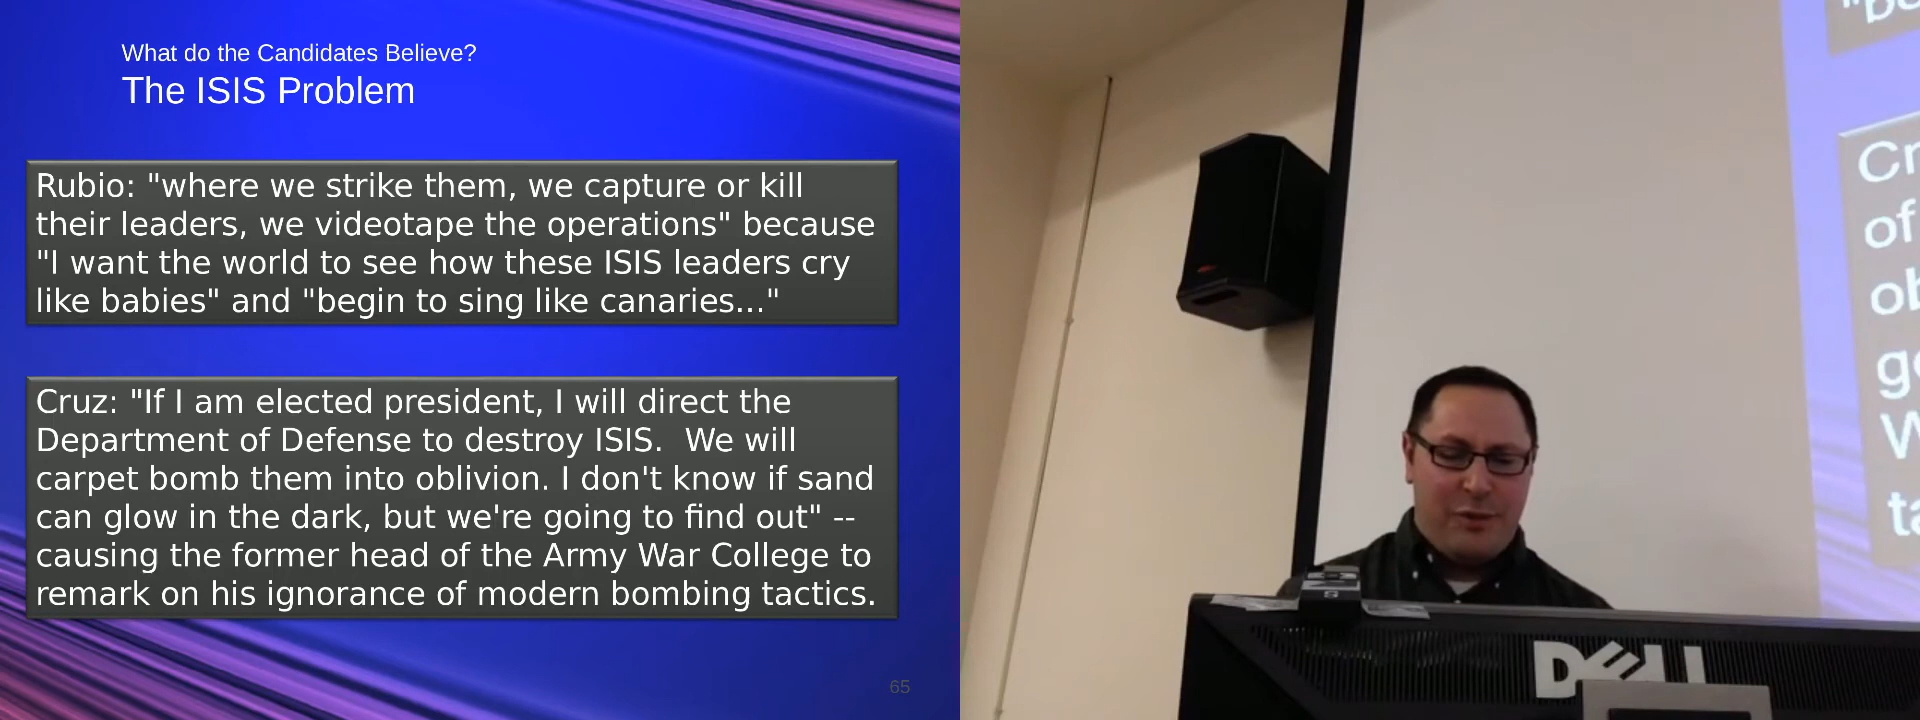 What do the Candidates Believe?
The ISIS Problem
Rubio: "where we strike them, we capture or kill
their leaders, we videotape the operations" because
"I want the world to see how these ISIS leaders cry
like babies" and "begin to sing like canaries..."
Cruz: "If I am elected president, I will direct the
Department of Defense to destroy ISIS.  We will
carpet bomb them into oblivion. I don't know if sand
can glow in the dark, but we're going to find out" --
causing the former head of the Army War College to
remark on his ignorance of modern bombing tactics.
65
Cr
of
ob
go
W
ta
DELL